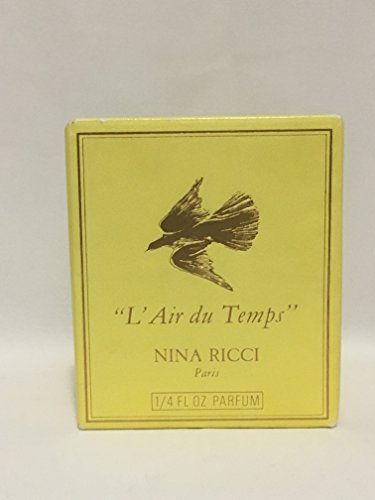 "L'Air du Temps"
NINA RICCI
Paris
1/4 FL OZ PARFUM